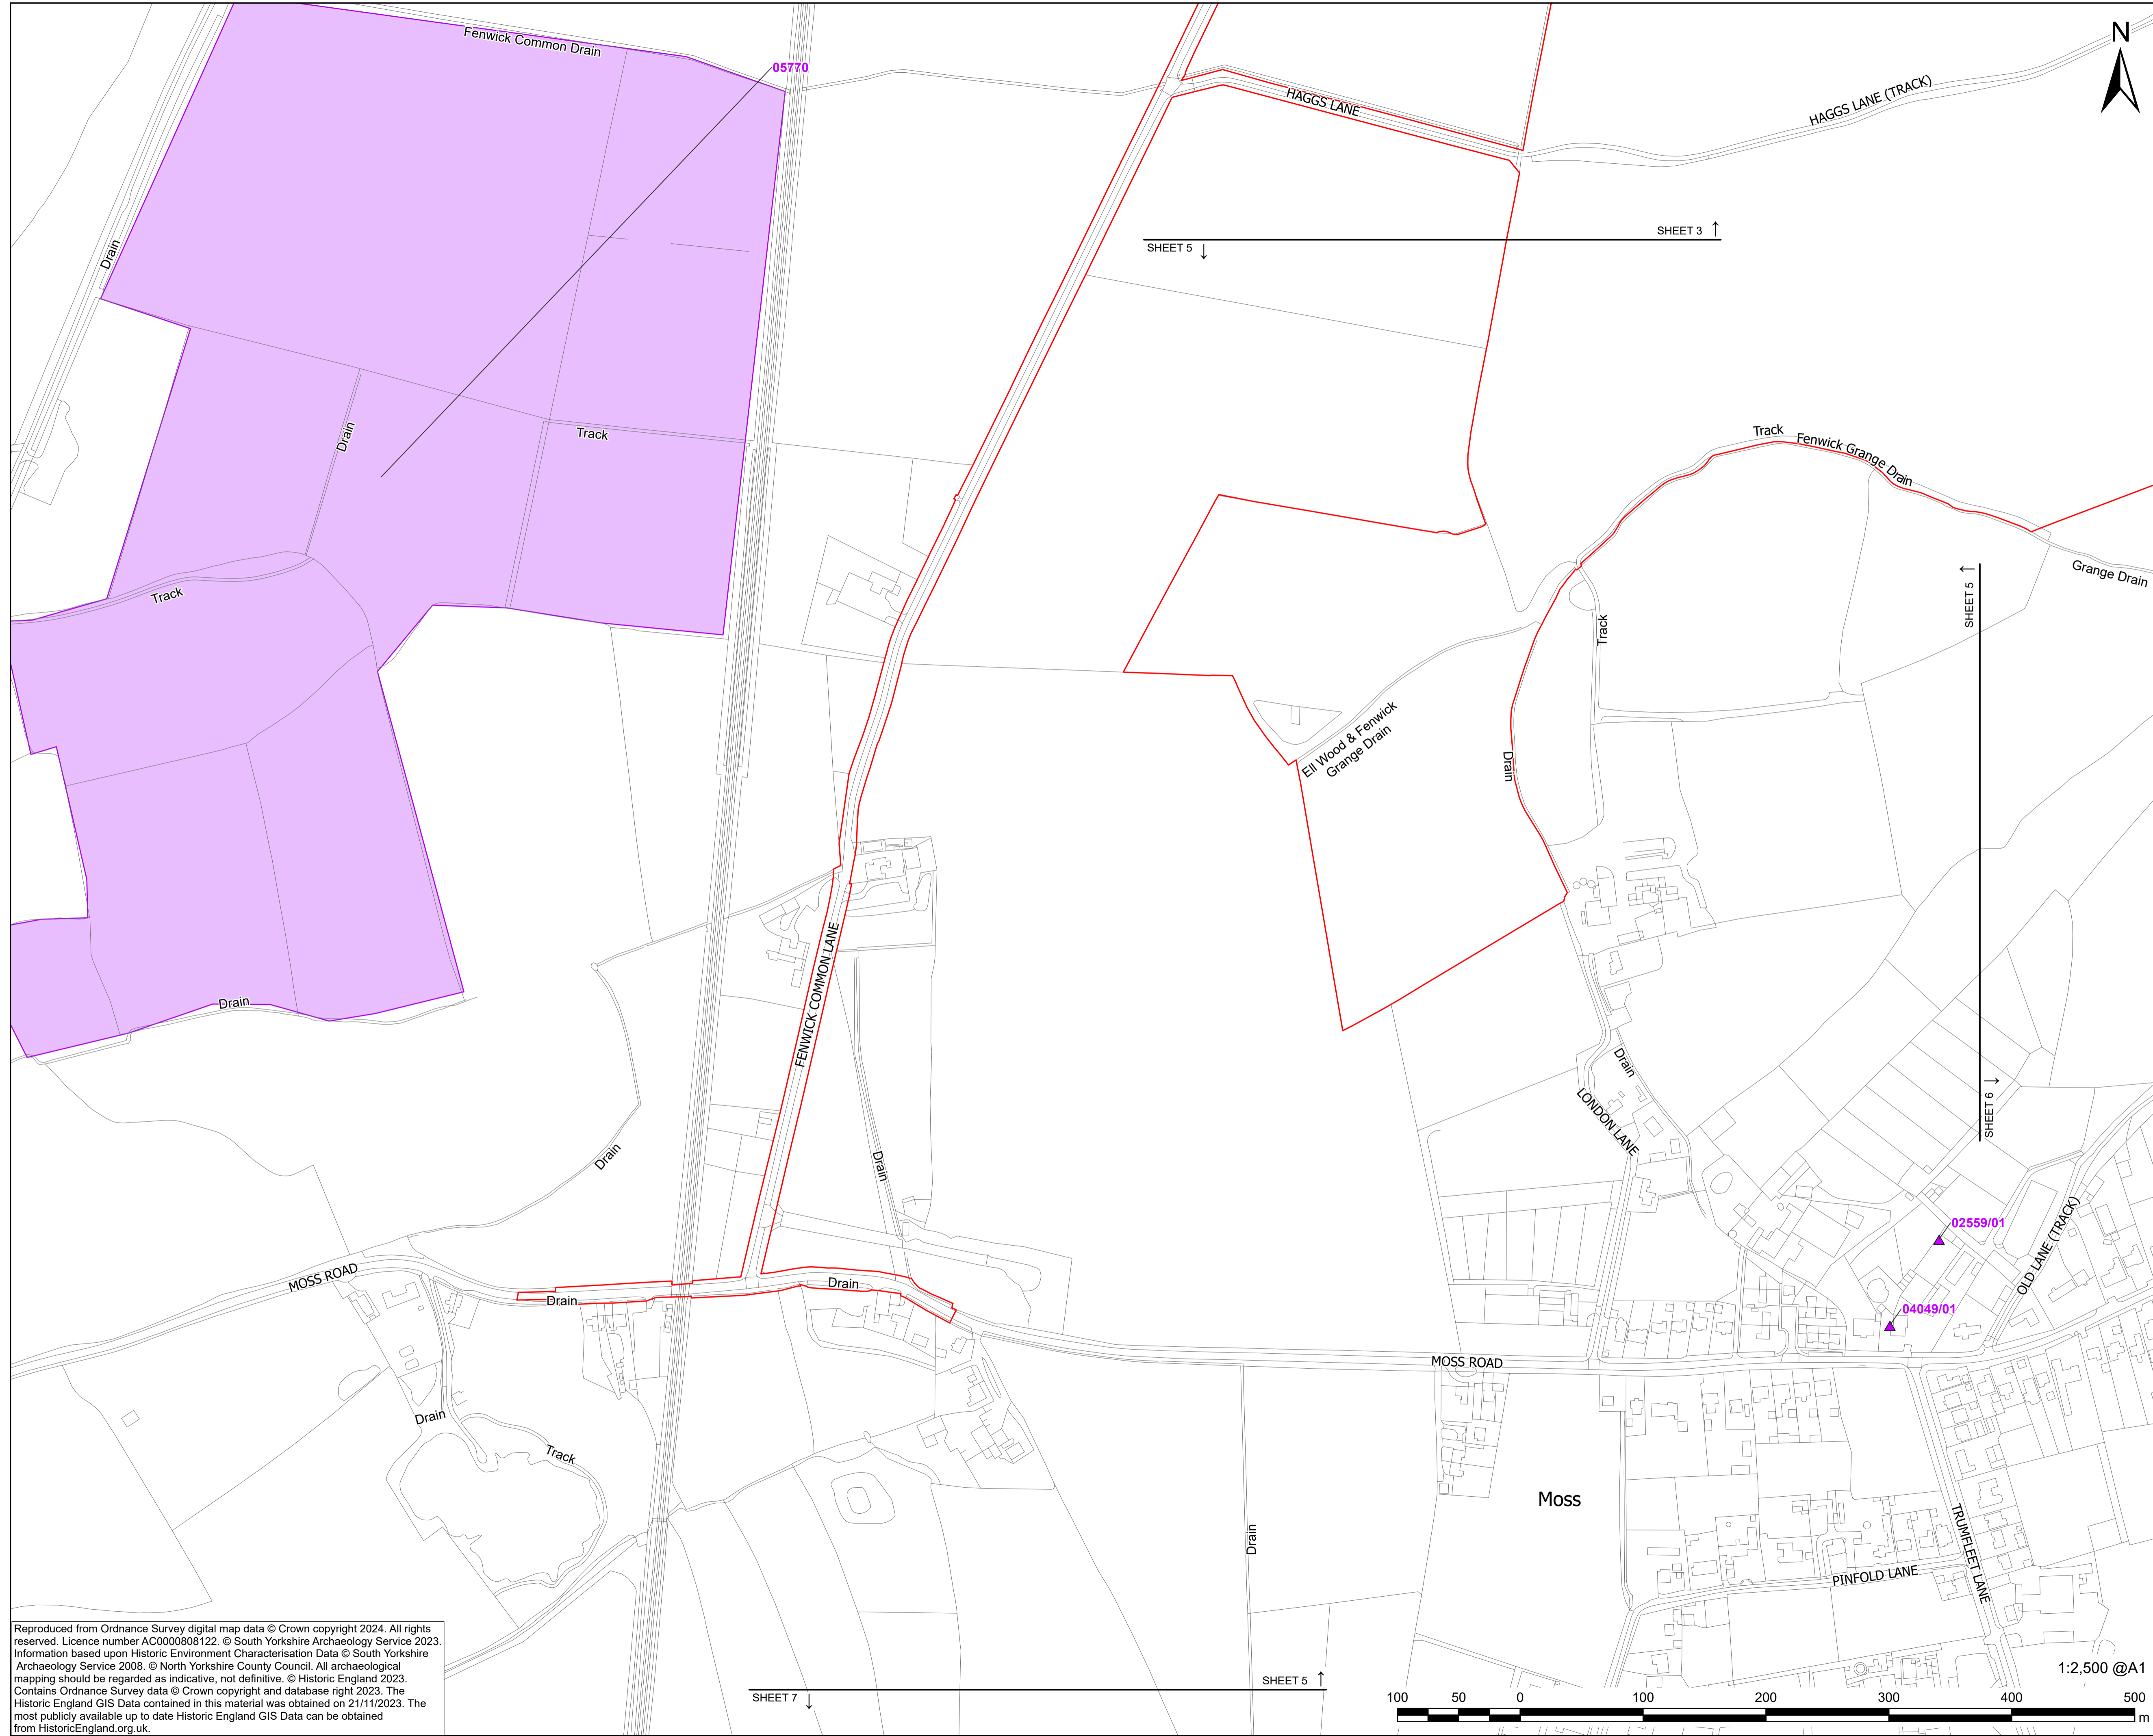 Fenwick Common Drain
05770
N
HAGGS LANE
HAGGS LANE (TRACK)
Drain
SHEET 3 ↑
SHEET 5 ↓
Drain
Track
Track
Fenwick Grange Drain
Grange Drain
Track
SHEET 5 ↑
Track
Ell Wood & Fenwick
Grange Drain
Drain
FENWICK COMMON LANE
Drain
Drain
LONDON LANE
SHEET 6 ↓
Drain
Drain
02559/01
OLD LANE (TRACK)
MOSS ROAD
Drain
Drain
04049/01
MOSS ROAD
Drain
Track
Moss
Drain
TRUMFLEET LANE
PINFOLD LANE
Reproduced from Ordnance Survey digital map data © Crown copyright 2024. All rights
reserved. Licence number AC0000808122. © South Yorkshire Archaeology Service 2023.
Information based upon Historic Environment Characterisation Data © South Yorkshire
Archaeology Service 2008. © North Yorkshire County Council. All archaeological
mapping should be regarded as indicative, not definitive. © Historic England 2023.
Contains Ordnance Survey data © Crown copyright and database right 2023. The
Historic England GIS Data contained in this material was obtained on 21/11/2023. The
most publicly available up to date Historic England GIS Data can be obtained
from HistoricEngland.org.uk.
SHEET 5 ↑
SHEET 7 ↓
1:2,500 @A1
100 50 0 100 200 300 400 500
m